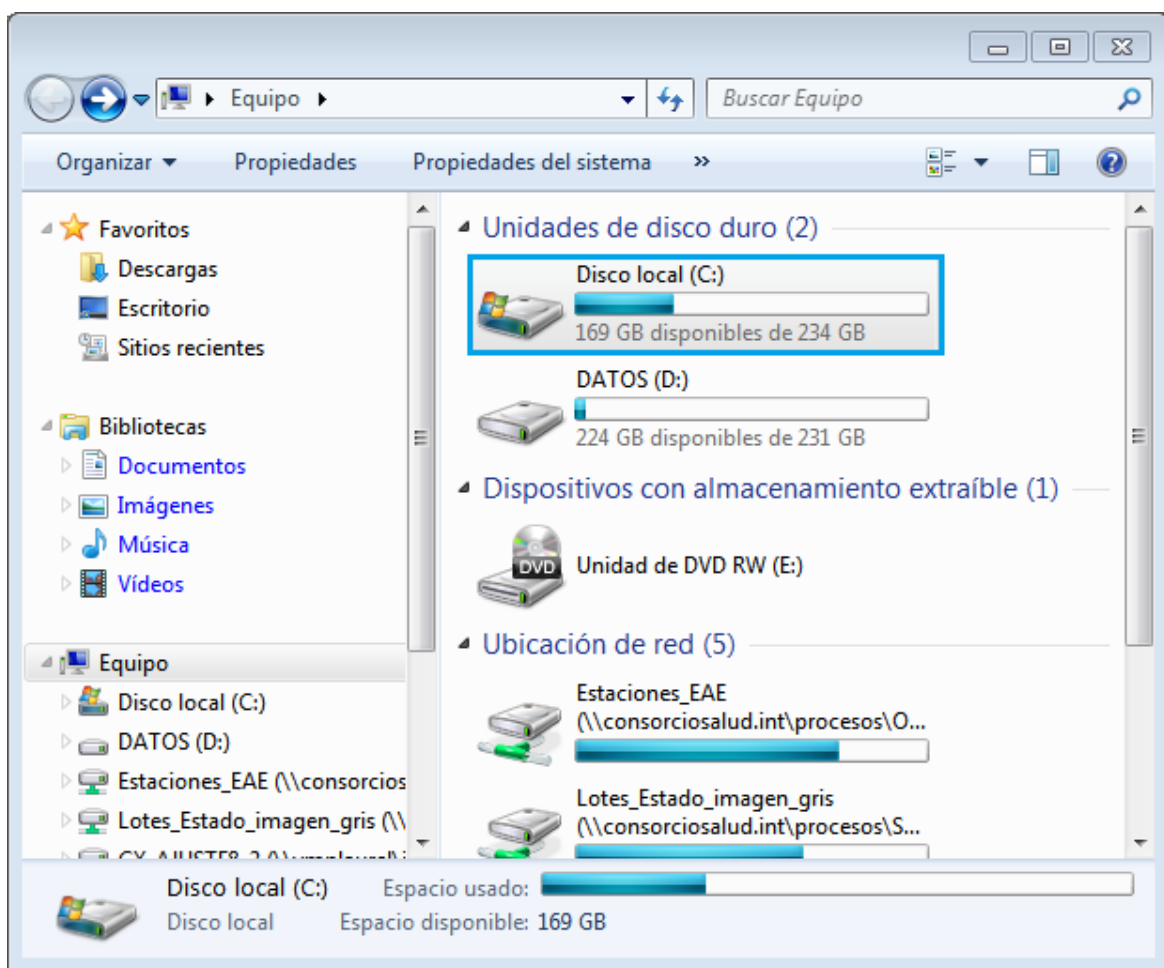 Equipo
Buscar Equipo
Organizar Propiedades Propiedades del sistema »
Favoritos
Descargas
Escritorio
Sitios recientes
Bibliotecas
Documentos
Imágenes
Música
Vídeos
Equipo
Disco local (C:)
DATOS (D:)
Estaciones_EAE (\\consorcios
Lotes_Estado_imagen_gris (\\
Unidades de disco duro (2)
Disco local (C:)
169 GB disponibles de 234 GB
DATOS (D:)
224 GB disponibles de 231 GB
Dispositivos con almacenamiento extraíble (1)
DVD
Unidad de DVD RW (E:)
Ubicación de red (5)
Estaciones_EAE
(\\consorciosalud.int\procesos\O...
Lotes_Estado_imagen_gris
(\\consorciosalud.int\procesos\S...
Disco local (C:) Espacio usado:
Disco local Espacio disponible: 169 GB